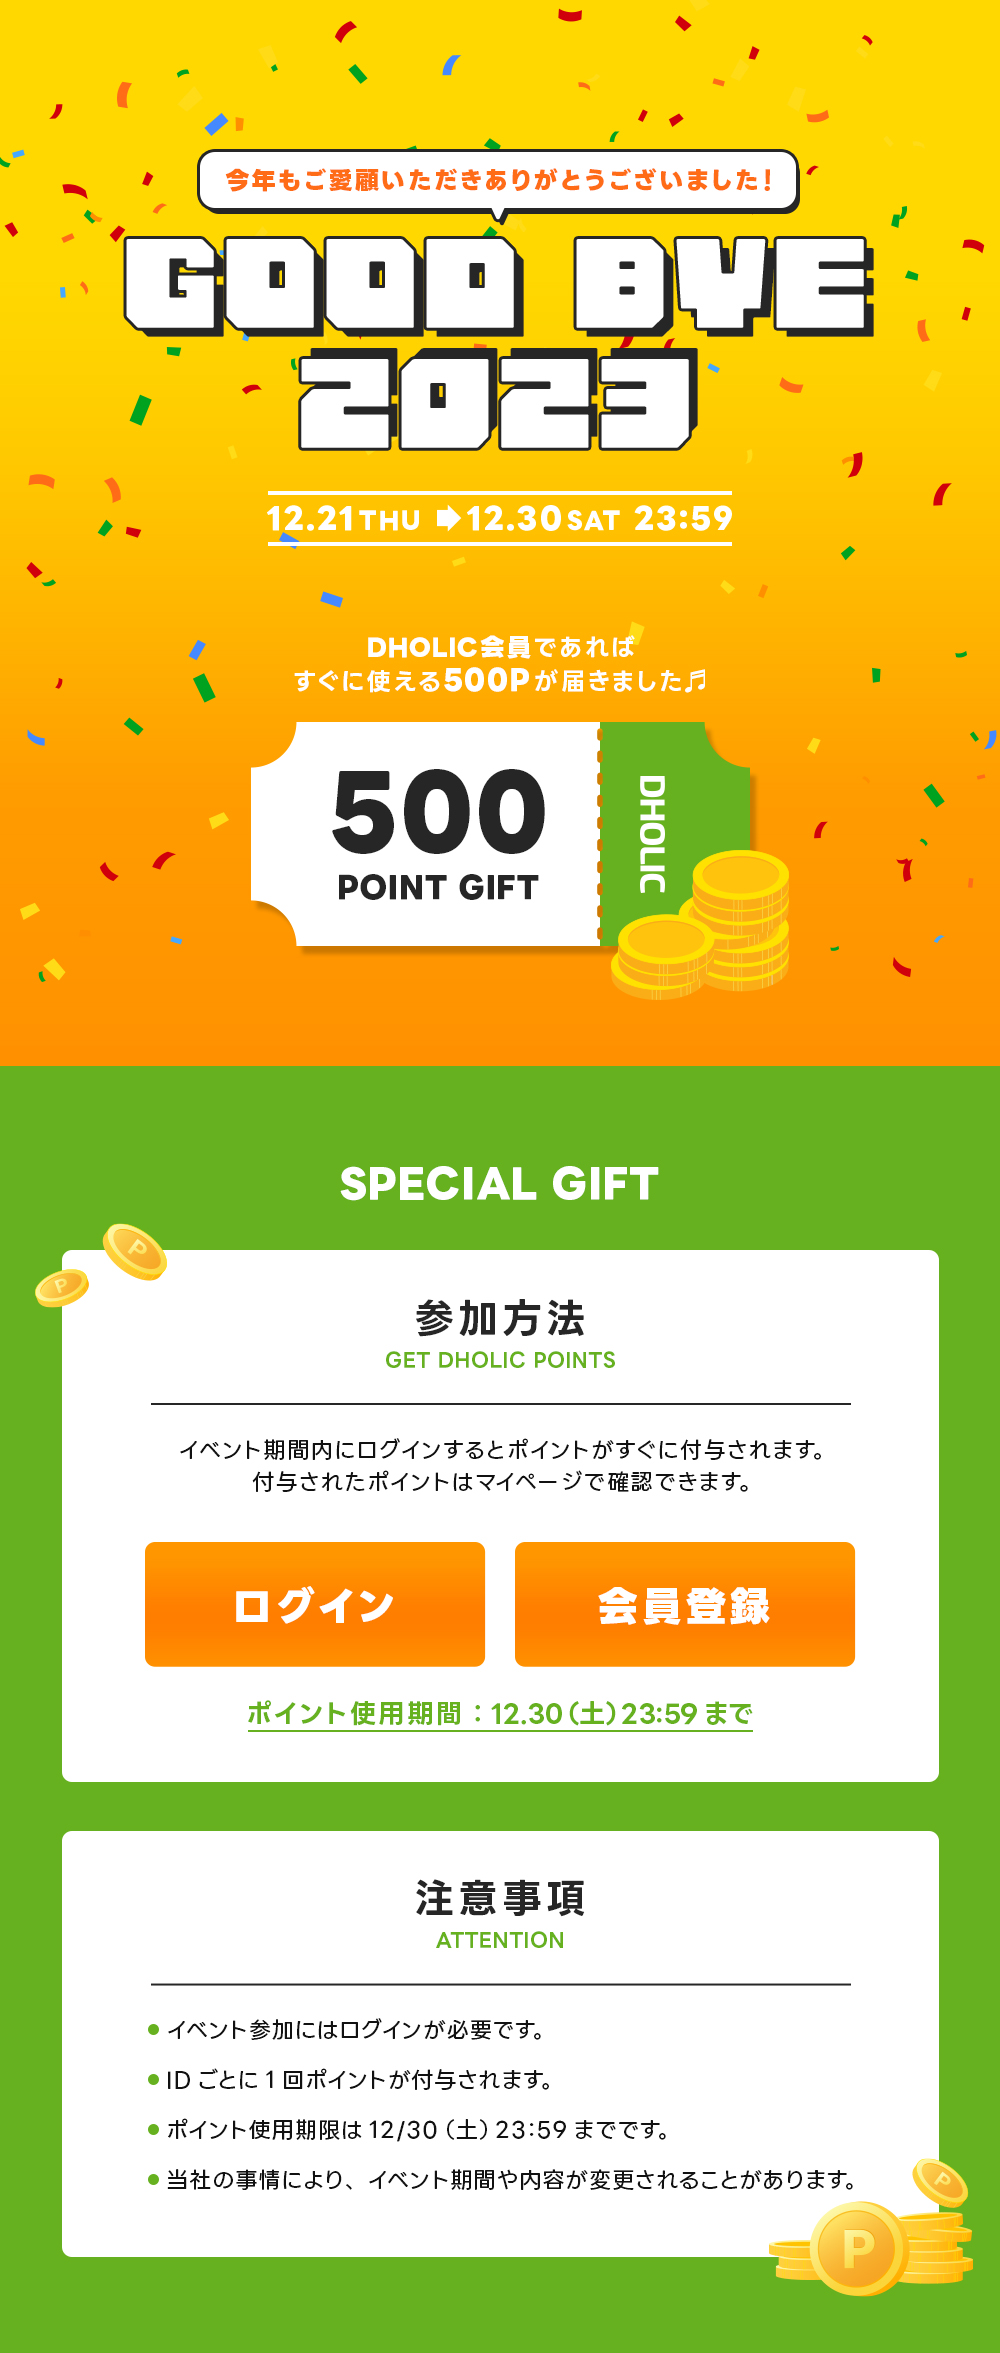 今年もご愛顧いただきありがとうございました!
GOOD BYE
2023
12.21 THU ➡ 12.30 SAT 23:59
DHOLIC会員であれば
すぐに使える500Pが届きました♬
500
POINT GIFT
DHOLIC
SPECIAL GIFT
P
P
参加方法
GET DHOLIC POINTS
イベント期間内にログインするとポイントがすぐに付与されます。
付与されたポイントはマイページで確認できます。
ログイン 会員登録
ポイント使用期間：12.30（土）23:59 まで
注意事項
ATTENTION
● イベント参加にはログインが必要です。
● ID ごとに 1 回ポイントが付与されます。
● ポイント使用期限は 12/30（土）23:59 までです。
● 当社の事情により、イベント期間や内容が変更されることがあります。
P
P